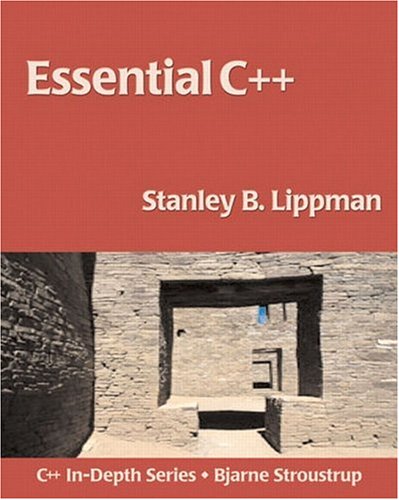 Essential C++
Stanley B. Lippman
C++ In-Depth Series • Bjarne Stroustrup